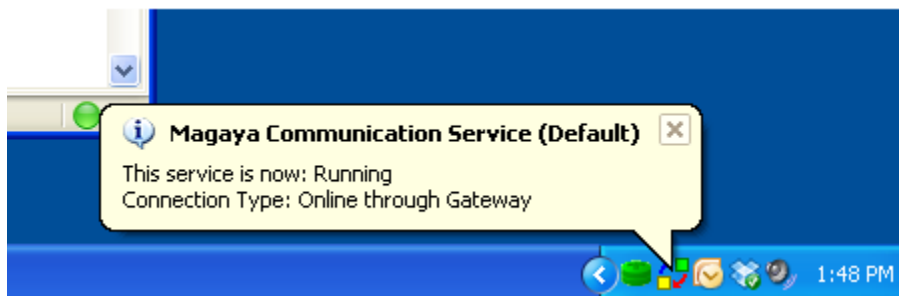 Magaya Communication Service (Default)
This service is now: Running
Connection Type: Online through Gateway
1:48 PM